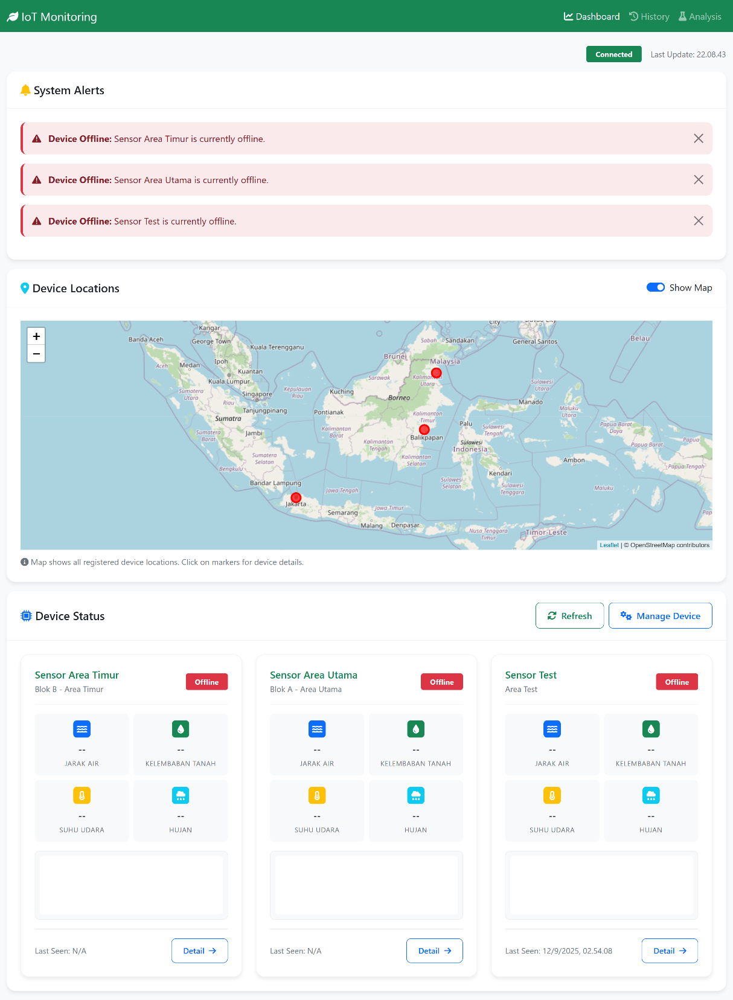 IoT Monitoring
Dashboard
History
Analysis
Connected
Last Update: 22.08.43
System Alerts
Device Offline: Sensor Area Timur is currently offline.
Device Offline: Sensor Area Utama is currently offline.
Device Offline: Sensor Test is currently offline.
Device Locations
Show Map
+
−
City
Kangar
Banda Aceh
George Town
Kuala Terengganu
Sabah
Sandakan
General Santos
Belau
Brunei
Malaysia
Ipoh
Aceh
Medan
Kuantan
Kuala Lumpur
Sarawak
Kalimantan
Utara
Sulawesi
Utara
Sumatera
Utara
Kepulauan
Riau
Singapore
Kuching
Borneo
Riau
Manado
Tanjungpinang
Pontianak
Maluku
Utara
Sumatra
Kalimantan
Timur
Palu
Papua Barat
Daya
Sumatera
Barat
Jambi
Kalimantan
Barat
Sulawesi
Tengah
Balikpapan
Kalimantan
Tengah
Sulawesi
Indonesia
Papua Barat
Papua
Sumatera
Selatan
Kalimantan
Selatan
Ambon
Papua Tengah
Bengkulu
Kendari
Bandar Lampung
Sulawesi
Selatan
Sulawesi
Tenggara
Maluku
Jawa Tengah
Jakarta
Jawa Timur
Semarang
Malang
Denpasar
Nusa Tenggara
Timur
Timor-Leste
Leaflet | © OpenStreetMap contributors
Map shows all registered device locations. Click on markers for device details.
Device Status
Refresh
Manage Device
Sensor Area Timur
Blok B - Area Timur
Offline
--
JARAK AIR
--
KELEMBABAN TANAH
--
SUHU UDARA
--
HUJAN
Last Seen: N/A
Detail →
Sensor Area Utama
Blok A - Area Utama
Offline
--
JARAK AIR
--
KELEMBABAN TANAH
--
SUHU UDARA
--
HUJAN
Last Seen: N/A
Detail →
Sensor Test
Area Test
Offline
--
JARAK AIR
--
KELEMBABAN TANAH
--
SUHU UDARA
--
HUJAN
Last Seen: 12/9/2025, 02.54.08
Detail →